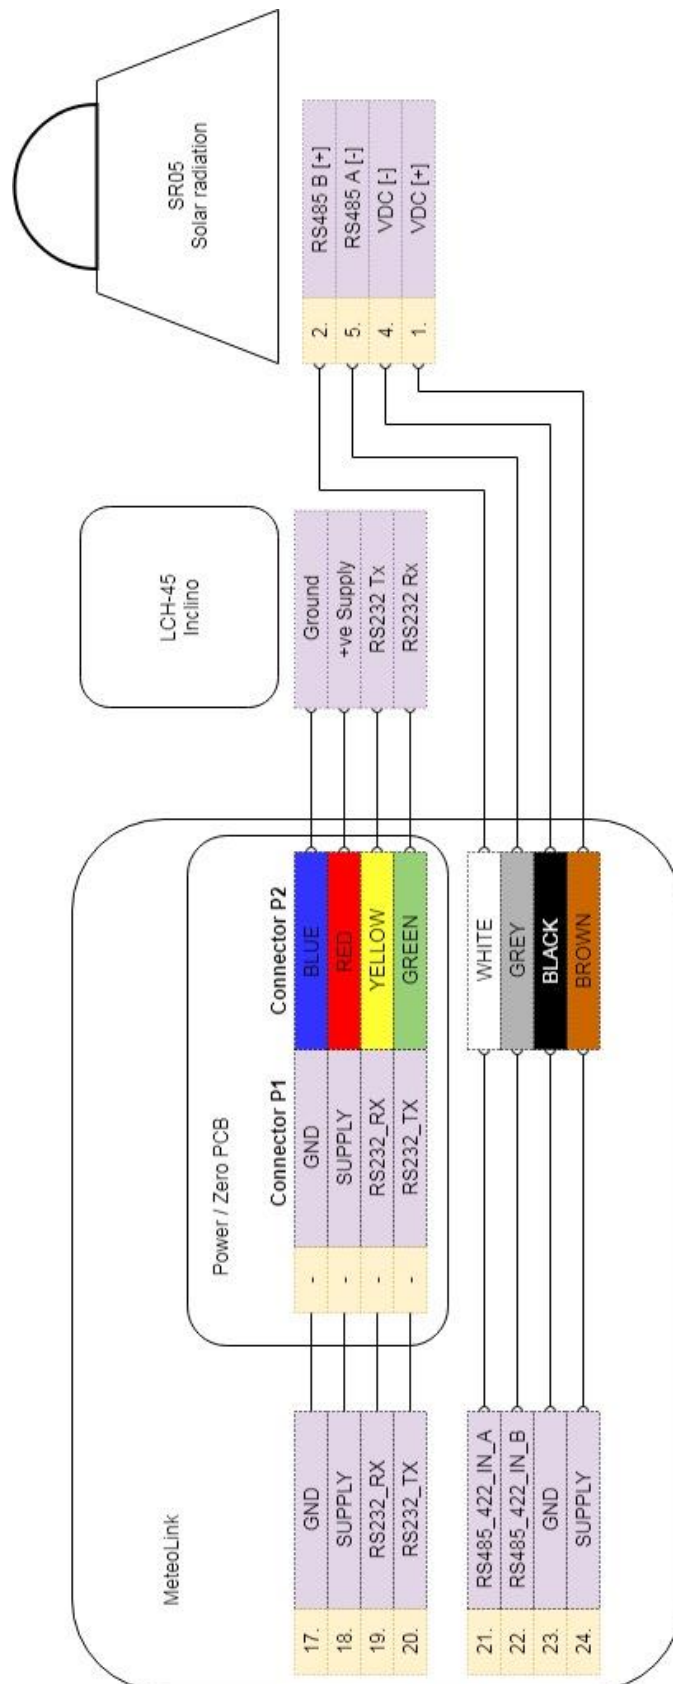 SR05
Solar radiation
2. RS485 B [+]
5. RS485 A [-]
4. VDC [-]
1. VDC [+]
LCH-45
Inclino
Ground
+ve Supply
RS232 Tx
RS232 Rx
MeteoLink
Power / Zero PCB
Connector P1
Connector P2
17. GND - GND BLUE
18. SUPPLY - SUPPLY RED
19. RS232_RX - RS232_RX YELLOW
20. RS232_TX - RS232_TX GREEN
21. RS485_422_IN_A WHITE
22. RS485_422_IN_B GREY
23. GND BLACK
24. SUPPLY BROWN